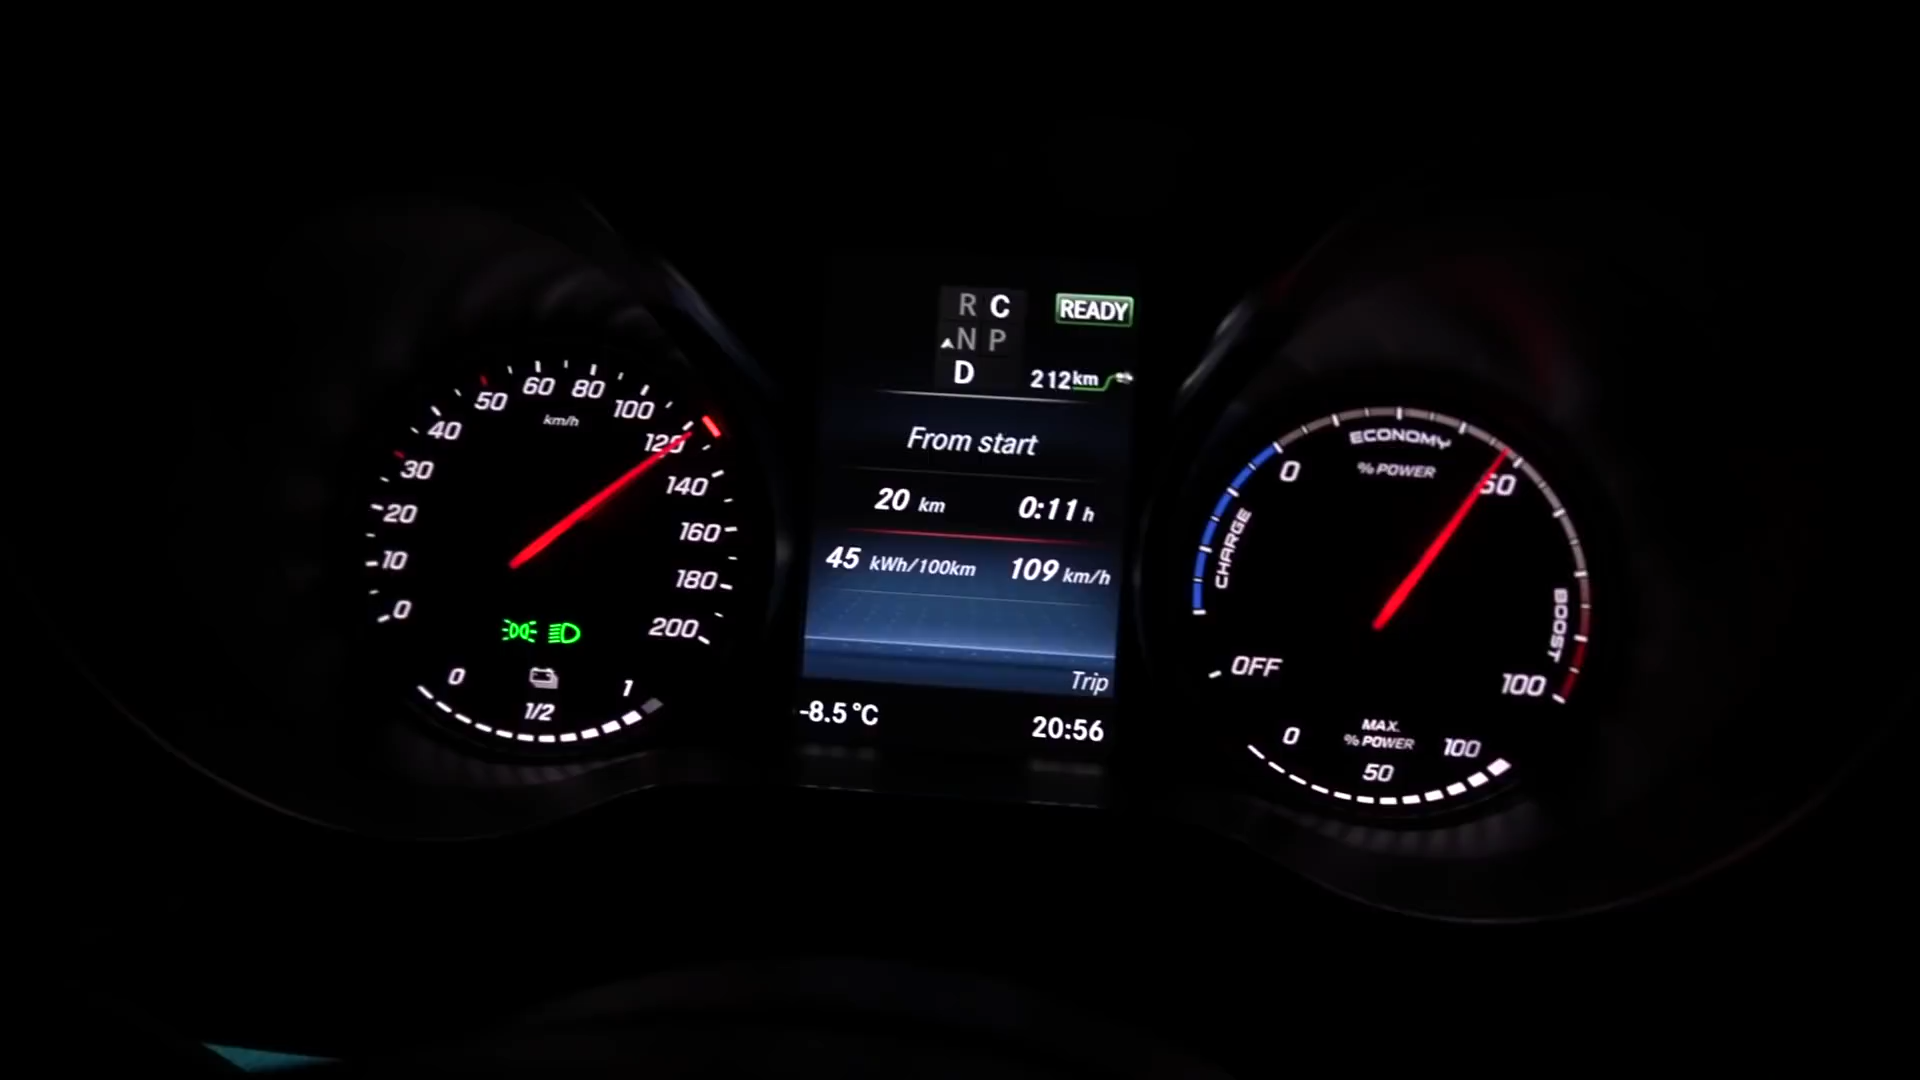 R C
N P
D
READY
212 km
From start
20 km 0:11 h
45 kWh/100km 109 km/h
Trip
-8.5 °C 20:56
0
10
20
30
40
50
60
80
100
120
140
160
180
200
km/h
0 1/2 1
OFF
CHARGE
0
ECONOMY
% POWER
50
BOOST
100
MAX.
% POWER
0 50 100